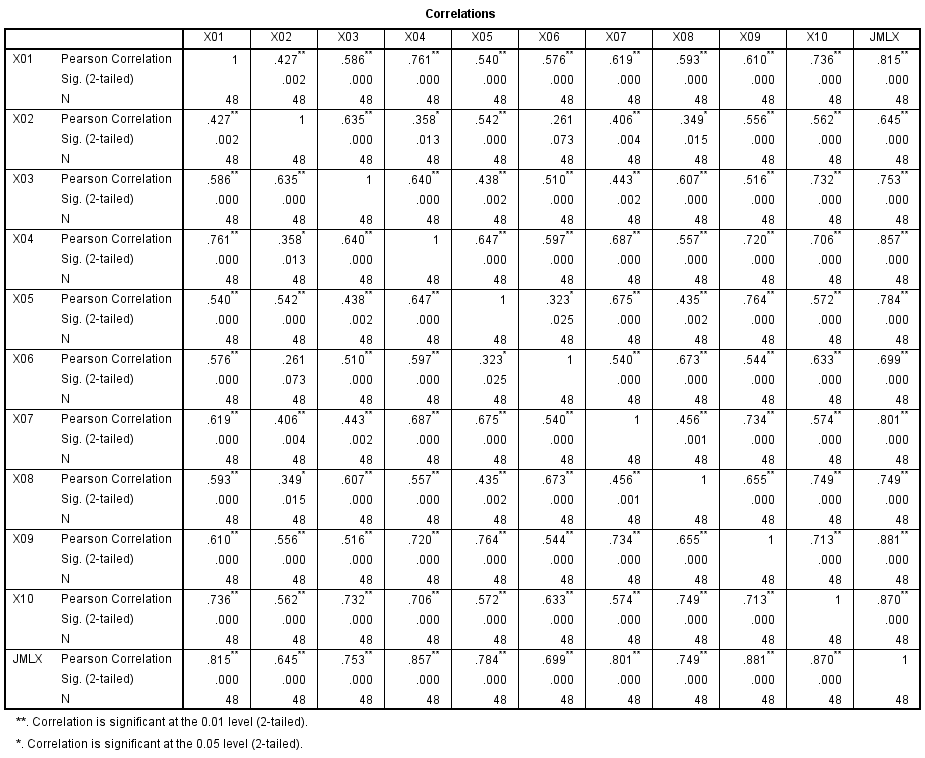 Correlations
X01 X02 X03 X04 X05 X06 X07 X08 X09 X10 JMLX
X01 Pearson Correlation 1 .427** .586** .761** .540** .576** .619** .593** .610** .736** .815**
Sig. (2-tailed) .002 .000 .000 .000 .000 .000 .000 .000 .000 .000
N 48 48 48 48 48 48 48 48 48 48 48
X02 Pearson Correlation .427** 1 .635** .358* .542** .261 .406** .349* .556** .562** .645**
Sig. (2-tailed) .002 .000 .013 .000 .073 .004 .015 .000 .000 .000
N 48 48 48 48 48 48 48 48 48 48 48
X03 Pearson Correlation .586** .635** 1 .640** .438** .510** .443** .607** .516** .732** .753**
Sig. (2-tailed) .000 .000 .000 .002 .000 .002 .000 .000 .000 .000
N 48 48 48 48 48 48 48 48 48 48 48
X04 Pearson Correlation .761** .358* .640** 1 .647** .597** .687** .557** .720** .706** .857**
Sig. (2-tailed) .000 .013 .000 .000 .000 .000 .000 .000 .000 .000
N 48 48 48 48 48 48 48 48 48 48 48
X05 Pearson Correlation .540** .542** .438** .647** 1 .323* .675** .435** .764** .572** .784**
Sig. (2-tailed) .000 .000 .002 .000 .025 .000 .002 .000 .000 .000
N 48 48 48 48 48 48 48 48 48 48 48
X06 Pearson Correlation .576** .261 .510** .597** .323* 1 .540** .673** .544** .633** .699**
Sig. (2-tailed) .000 .073 .000 .000 .025 .000 .000 .000 .000 .000
N 48 48 48 48 48 48 48 48 48 48 48
X07 Pearson Correlation .619** .406** .443** .687** .675** .540** 1 .456** .734** .574** .801**
Sig. (2-tailed) .000 .004 .002 .000 .000 .000 .001 .000 .000 .000
N 48 48 48 48 48 48 48 48 48 48 48
X08 Pearson Correlation .593** .349* .607** .557** .435** .673** .456** 1 .655** .749** .749**
Sig. (2-tailed) .000 .015 .000 .000 .002 .000 .001 .000 .000 .000
N 48 48 48 48 48 48 48 48 48 48 48
X09 Pearson Correlation .610** .556** .516** .720** .764** .544** .734** .655** 1 .713** .881**
Sig. (2-tailed) .000 .000 .000 .000 .000 .000 .000 .000 .000 .000
N 48 48 48 48 48 48 48 48 48 48 48
X10 Pearson Correlation .736** .562** .732** .706** .572** .633** .574** .749** .713** 1 .870**
Sig. (2-tailed) .000 .000 .000 .000 .000 .000 .000 .000 .000 .000
N 48 48 48 48 48 48 48 48 48 48 48
JMLX Pearson Correlation .815** .645** .753** .857** .784** .699** .801** .749** .881** .870** 1
Sig. (2-tailed) .000 .000 .000 .000 .000 .000 .000 .000 .000 .000
N 48 48 48 48 48 48 48 48 48 48 48
**. Correlation is significant at the 0.01 level (2-tailed).
*. Correlation is significant at the 0.05 level (2-tailed).